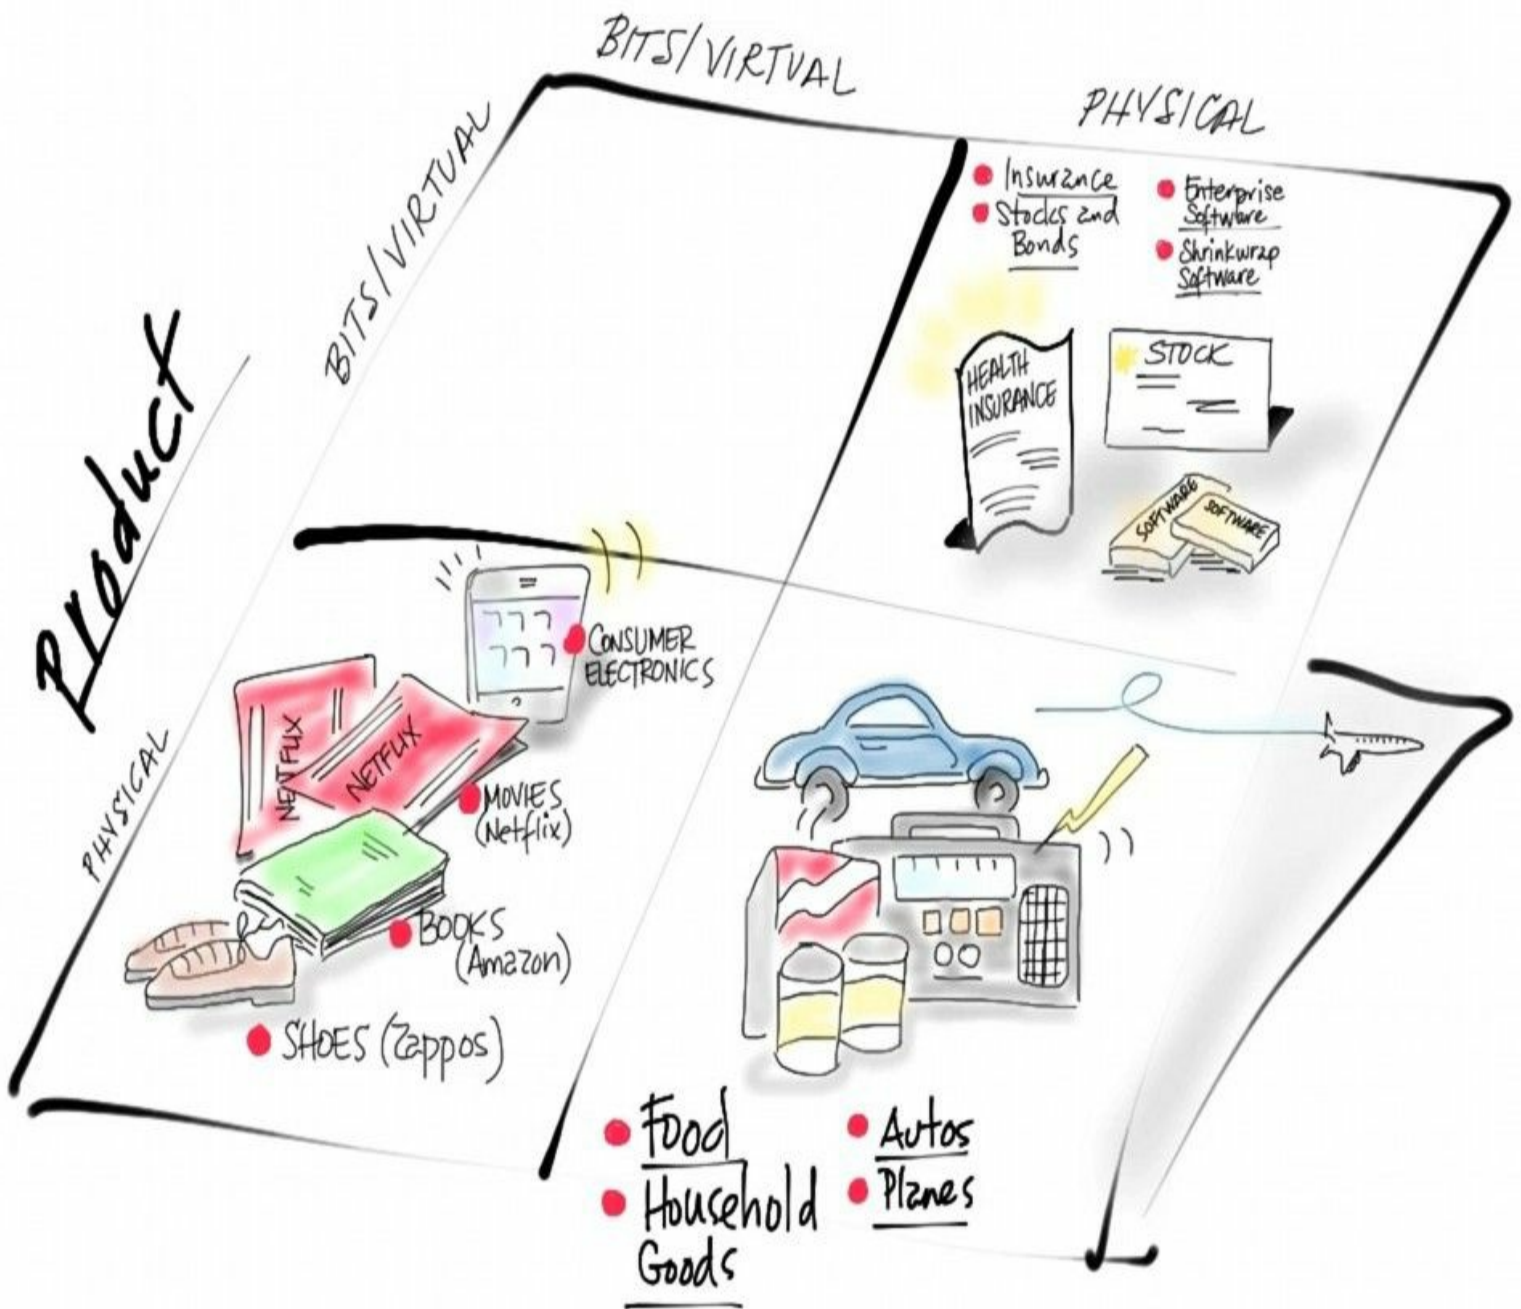 BITS/VIRTUAL
PHYSICAL
BITS/VIRTUAL
Product
PHYSICAL
Insurance
Stocks and
Bonds
Enterprise
Software
Shrinkwrap
Software
HEALTH
INSURANCE
STOCK
SOFTWARE
SOFTWARE
CONSUMER
ELECTRONICS
NETFLIX
NETFLIX
MOVIES
(Netflix)
BOOKS
(Amazon)
SHOES (Zappos)
Food
Household
Goods
Autos
Planes